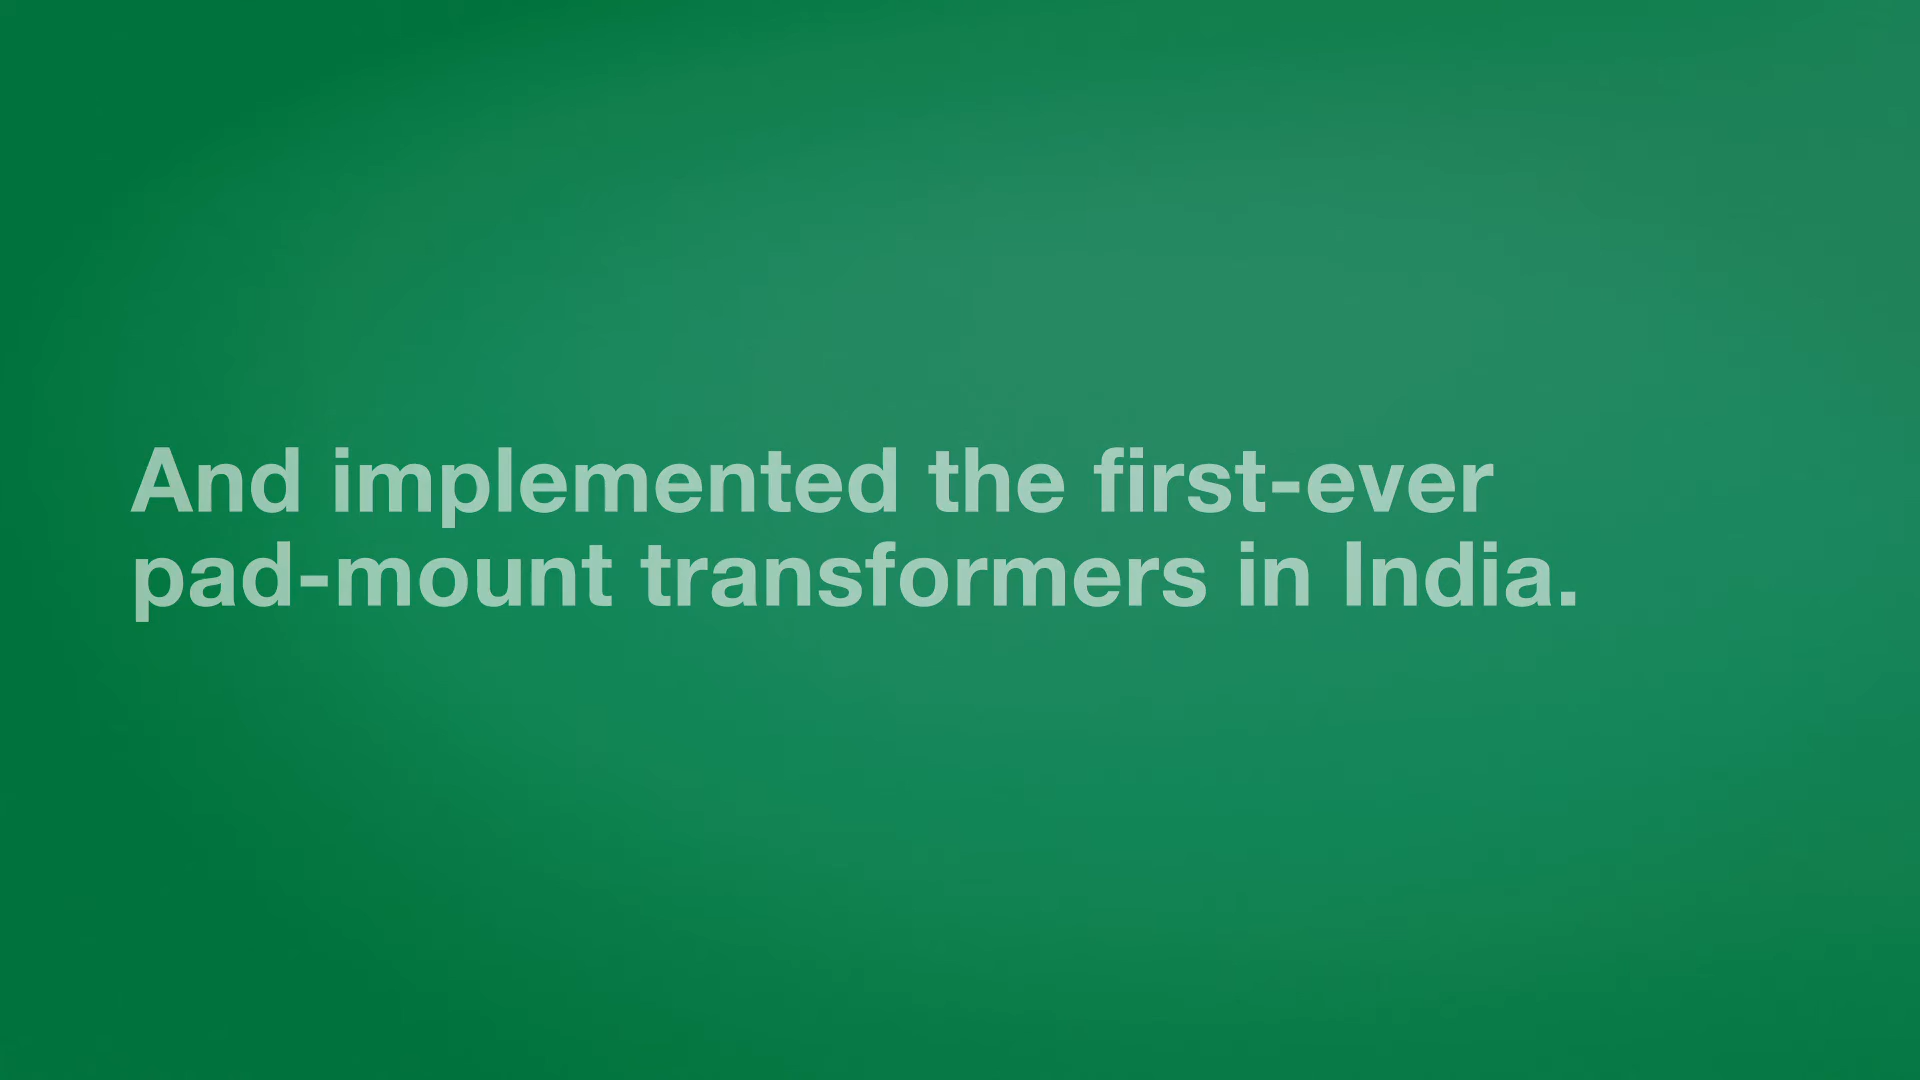 And implemented the first-ever
pad-mount transformers in India.